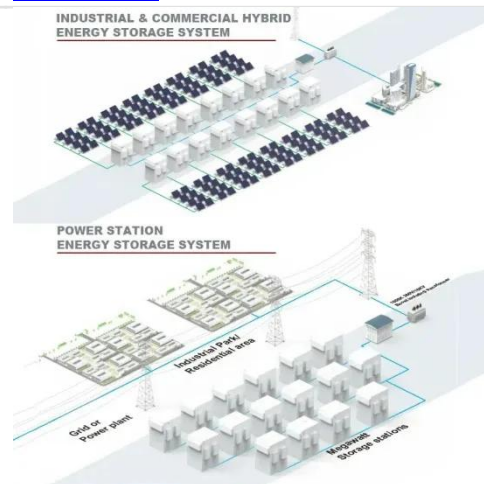 INDUSTRIAL & COMMERCIAL HYBRID
ENERGY STORAGE SYSTEM
POWER STATION
ENERGY STORAGE SYSTEM
Industrial Park/
Residential area
Grid or
Power plant
Megawatt
Storage stations